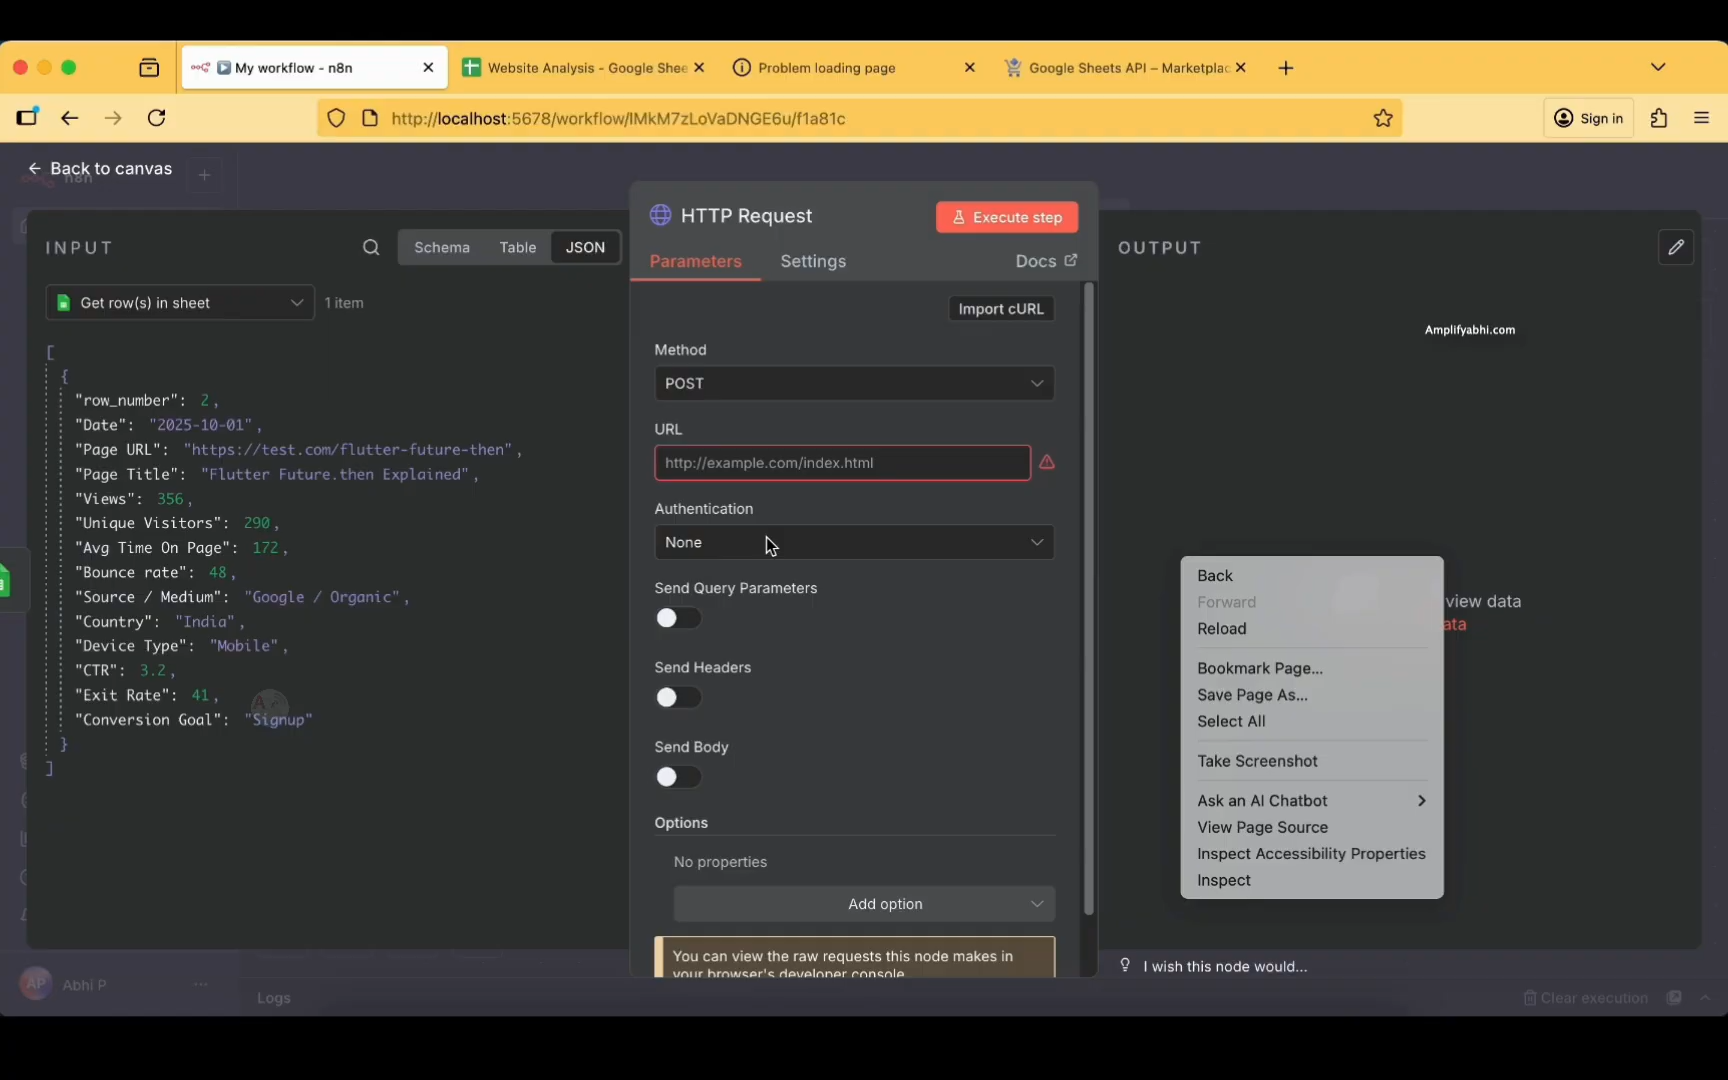 My workflow - n8n
Website Analysis - Google Shee
Problem loading page
Google Sheets API – Marketplac
http://localhost:5678/workflow/lMkM7zLoVaDNGE6u/f1a81c
Sign in
Back to canvas
n8n
INPUT
Schema
Table
JSON
Get row(s) in sheet
1 item
[
{
"row_number": 2,
"Date": "2025-10-01",
"Page URL": "https://test.com/flutter-future-then",
"Page Title": "Flutter Future.then Explained",
"Views": 356,
"Unique Visitors": 290,
"Avg Time On Page": 172,
"Bounce rate": 48,
"Source / Medium": "Google / Organic",
"Country": "India",
"Device Type": "Mobile",
"CTR": 3.2,
"Exit Rate": 41,
"Conversion Goal": "Signup"
}
]
HTTP Request
Execute step
Parameters
Settings
Docs
Import cURL
Method
POST
URL
http://example.com/index.html
Authentication
None
Send Query Parameters
Send Headers
Send Body
Options
No properties
Add option
You can view the raw requests this node makes in
your browser's developer console
OUTPUT
Amplifyabhi.com
view data
ata
Back
Forward
Reload
Bookmark Page...
Save Page As...
Select All
Take Screenshot
Ask an AI Chatbot
View Page Source
Inspect Accessibility Properties
Inspect
I wish this node would...
AP
Abhi P
Logs
Clear execution